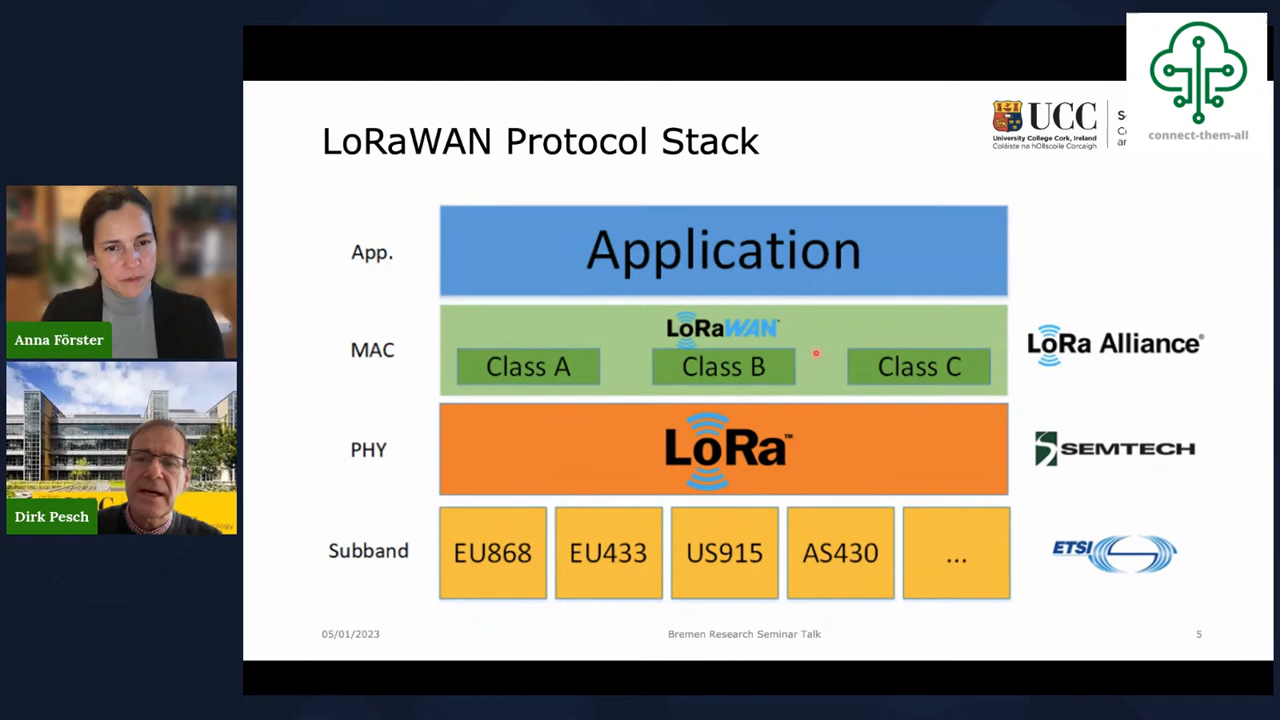 LoRaWAN Protocol Stack
UCC
University College Cork, Ireland
Coláiste na hOllscoile Corcaigh
connect-them-all
App.
Application
MAC
LoRaWAN
Class A
Class B
Class C
LoRa Alliance
PHY
LoRa™
SEMTECH
Subband
EU868
EU433
US915
AS430
...
ETSI
05/01/2023
Bremen Research Seminar Talk
5
Anna Förster
Dirk Pesch